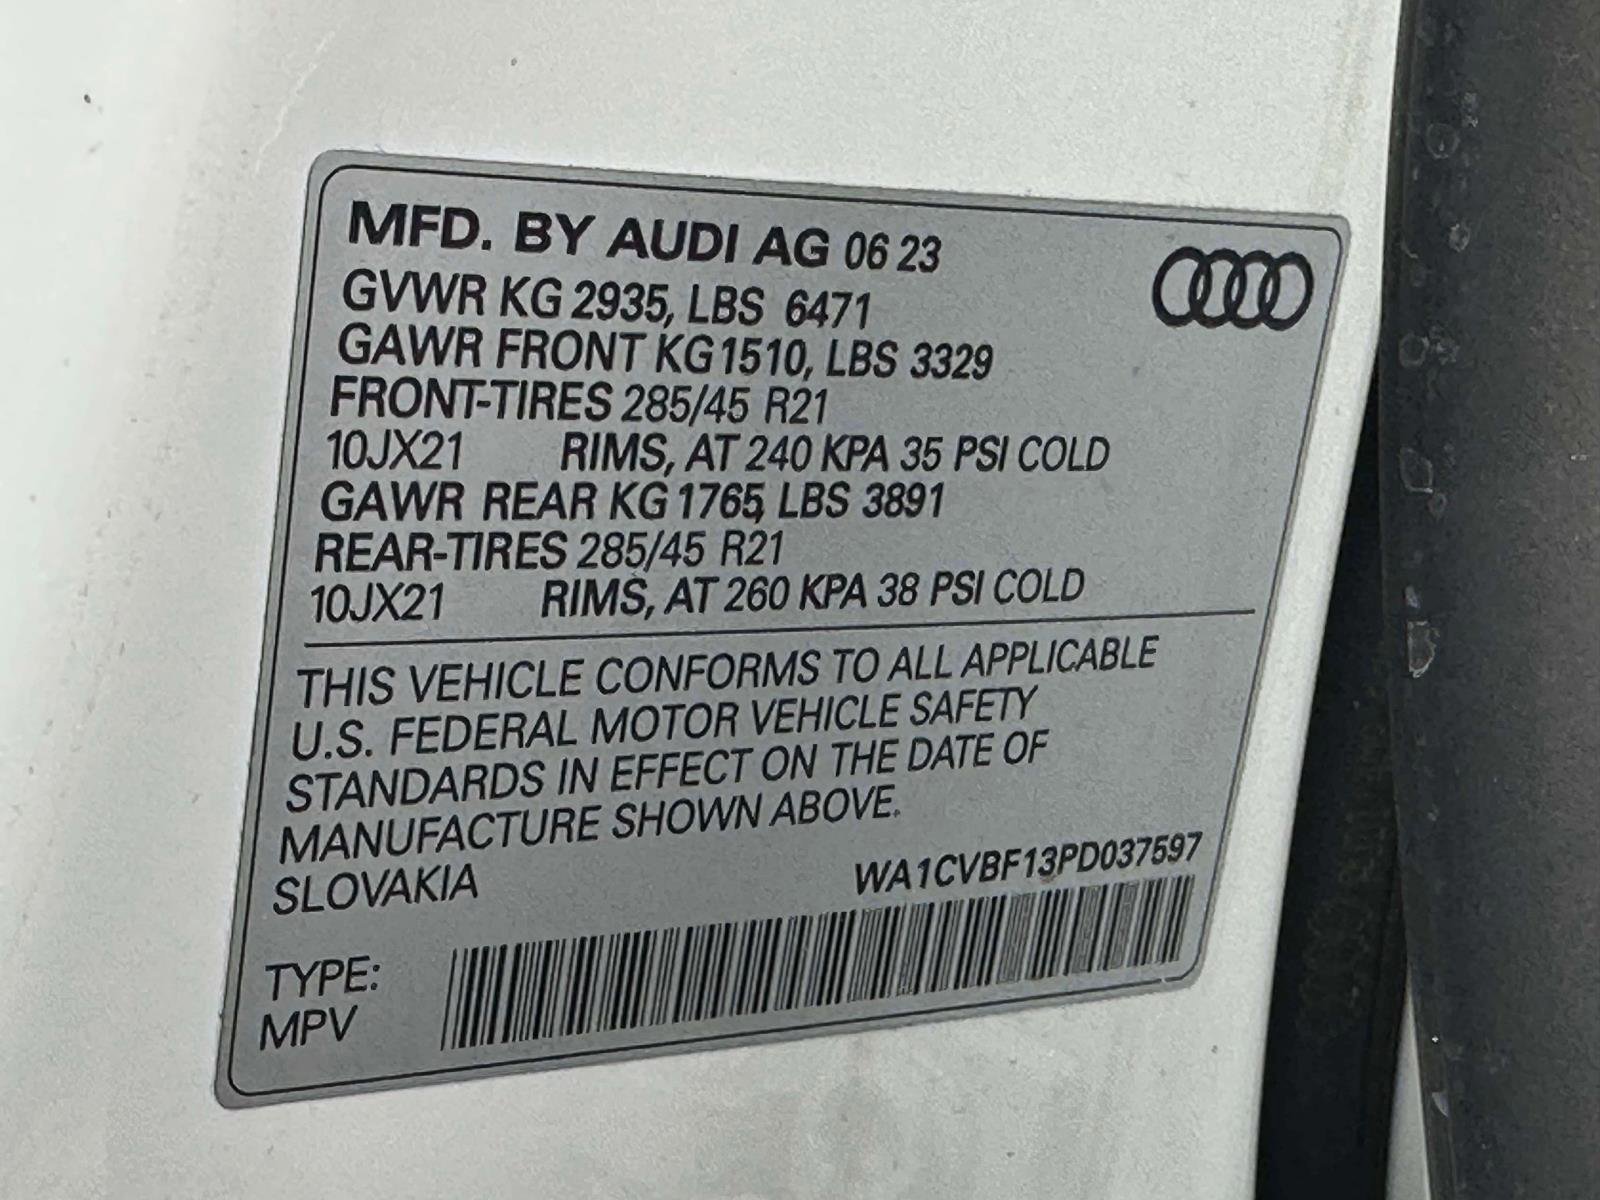 MFD. BY AUDI AG 06 23
GVWR KG 2935, LBS 6471
GAWR FRONT KG 1510, LBS 3329
FRONT-TIRES 285/45 R21
10JX21 RIMS, AT 240 KPA 35 PSI COLD
GAWR REAR KG 1765, LBS 3891
REAR-TIRES 285/45 R21
10JX21 RIMS, AT 260 KPA 38 PSI COLD
THIS VEHICLE CONFORMS TO ALL APPLICABLE
U.S. FEDERAL MOTOR VEHICLE SAFETY
STANDARDS IN EFFECT ON THE DATE OF
MANUFACTURE SHOWN ABOVE.
SLOVAKIA
WA1CVBF13PD037597
TYPE:
MPV